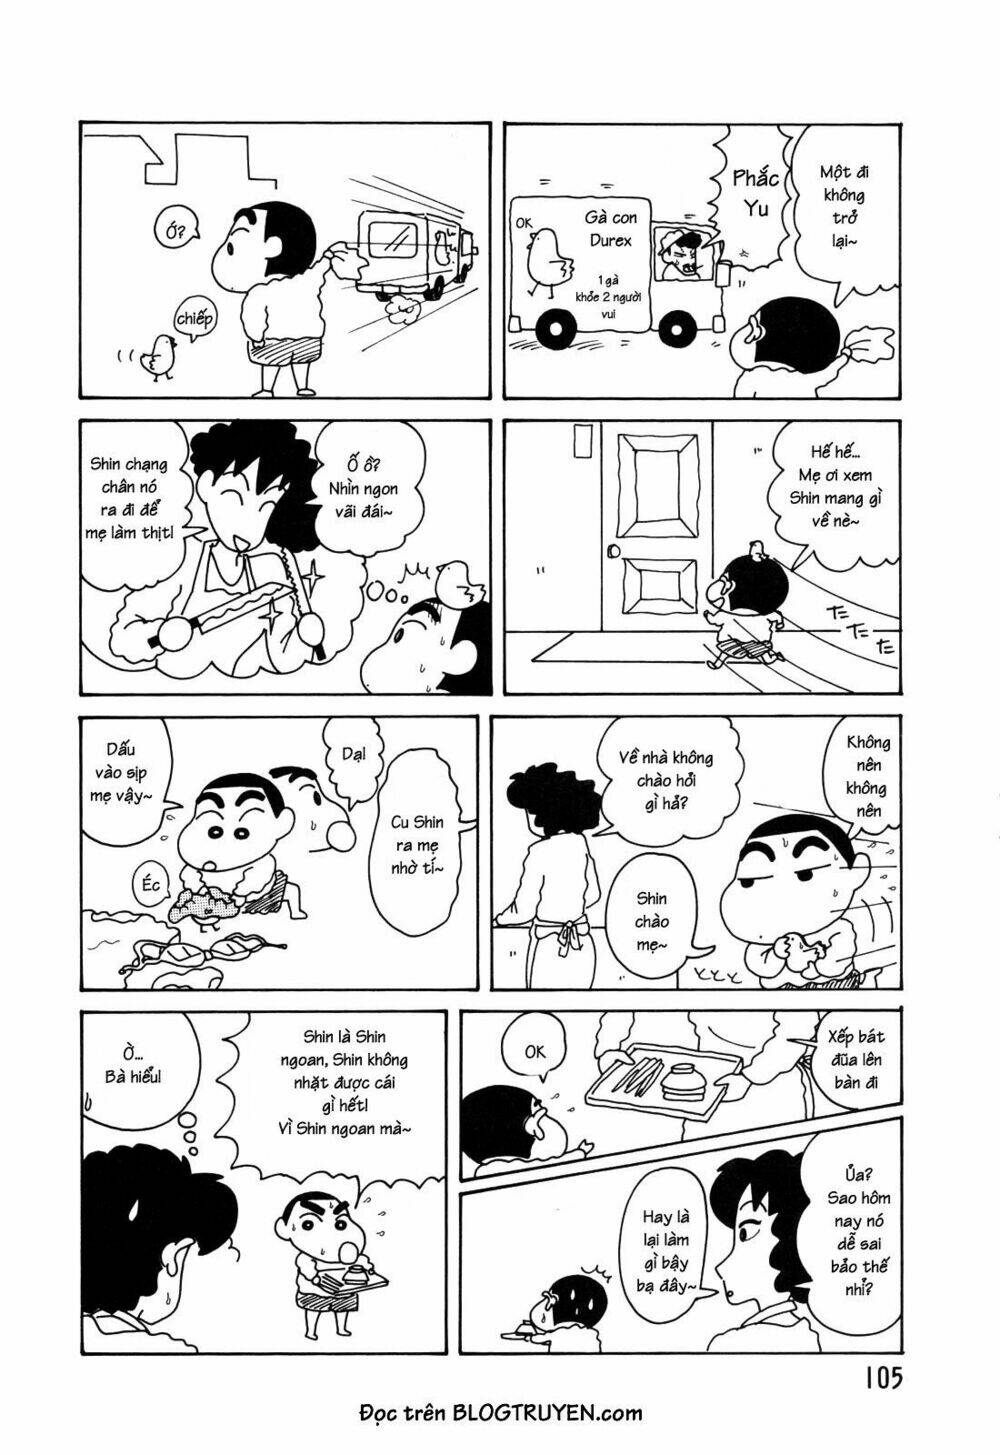 Một đi
không
trở
lại~
Phắc
Yu
OK
Gà con
Durex
1 gà
khỏe 2 người
vui
Ớ?
chiếp
Hế hế...
Mẹ ơi xem
Shin mang gì
về nè~
Ố ồ?
Nhìn ngon
vãi đái~
Shin chạng
chân nó
ra đi để
mẹ làm thịt!
Không
nên
không
nên
Về nhà không
chào hỏi
gì hả?
Shin
chào
mẹ~
Cu Shin
ra mẹ
nhờ tí~
Dạ!
Dấu
vào sịp
mẹ vậy~
Éc
Xếp bát
đũa lên
bàn đi
OK
Ủa?
Sao hôm
nay nó
dễ sai
bảo thế
nhỉ?
Hay là
lại làm
gì bậy
bạ đây~
Shin là Shin
ngoan, Shin không
nhặt được cái
gì hết!
Vì Shin ngoan mà~
Ờ...
Bà hiểu!
105
Đọc trên BLOGTRUYEN.com